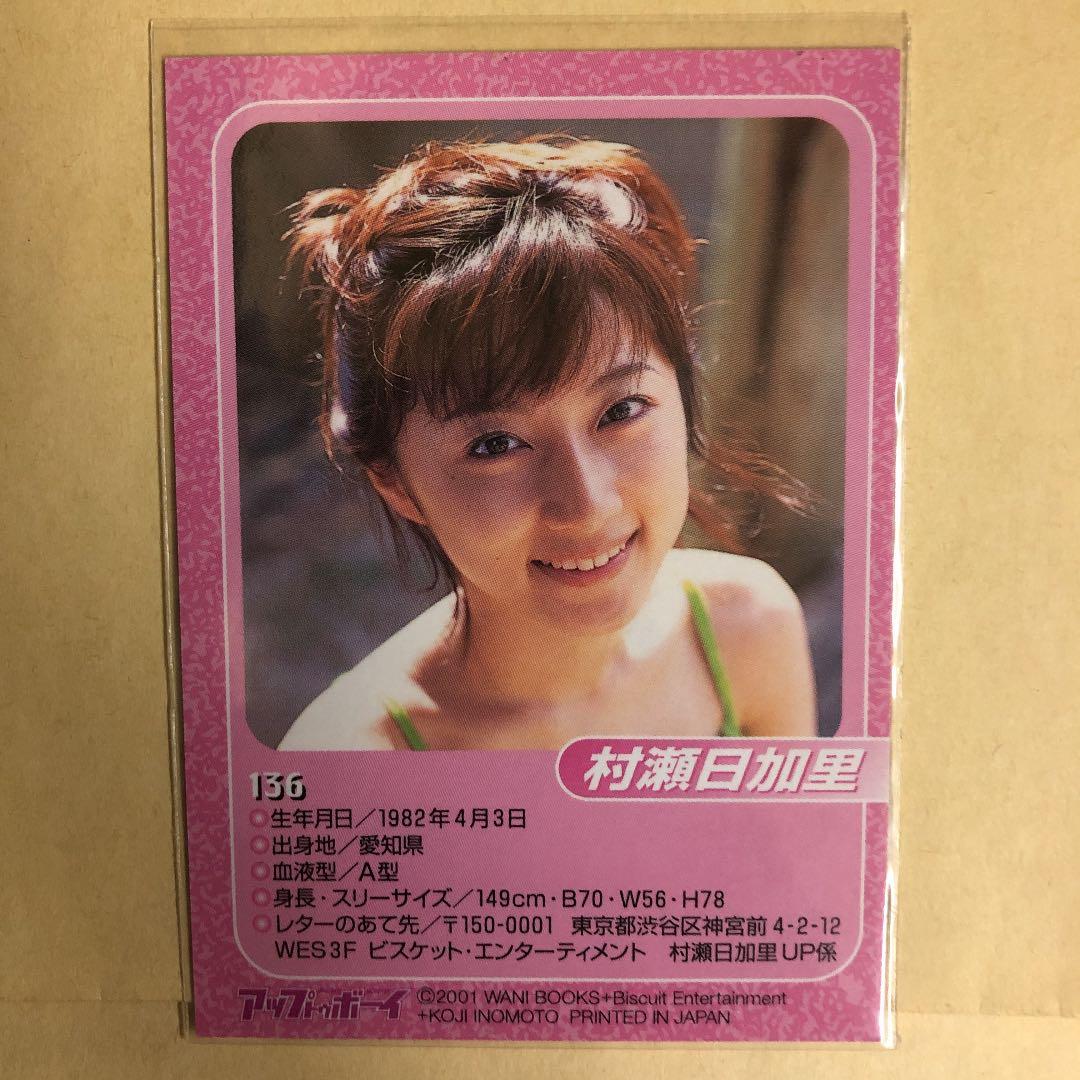 村瀬日加里
136
○生年月日／1982年4月3日
○出身地／愛知県
○血液型／A型
○身長・スリーサイズ／149cm・B70・W56・H78
○レターのあて先／〒150-0001 東京都渋谷区神宮前4-2-12
WES3F ビスケット・エンターティメント 村瀬日加里UP係
アップトゥボーイ ©2001 WANI BOOKS+Biscuit Entertainment
+KOJI INOMOTO PRINTED IN JAPAN